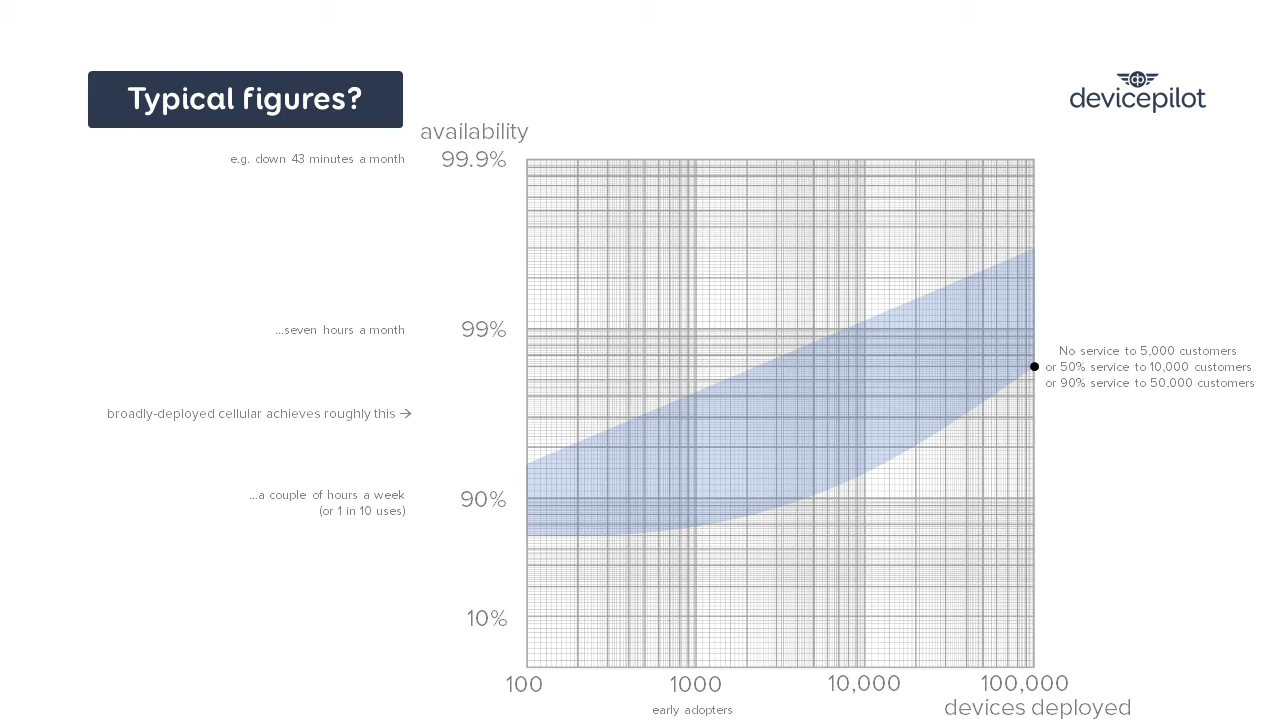 Typical figures?
devicepilot
availability
e.g. down 43 minutes a month
99.9%
...seven hours a month
99%
No service to 5,000 customers
or 50% service to 10,000 customers
or 90% service to 50,000 customers
broadly-deployed cellular achieves roughly this →
...a couple of hours a week
(or 1 in 10 uses)
90%
10%
100
1000
10,000
100,000
early adopters
devices deployed